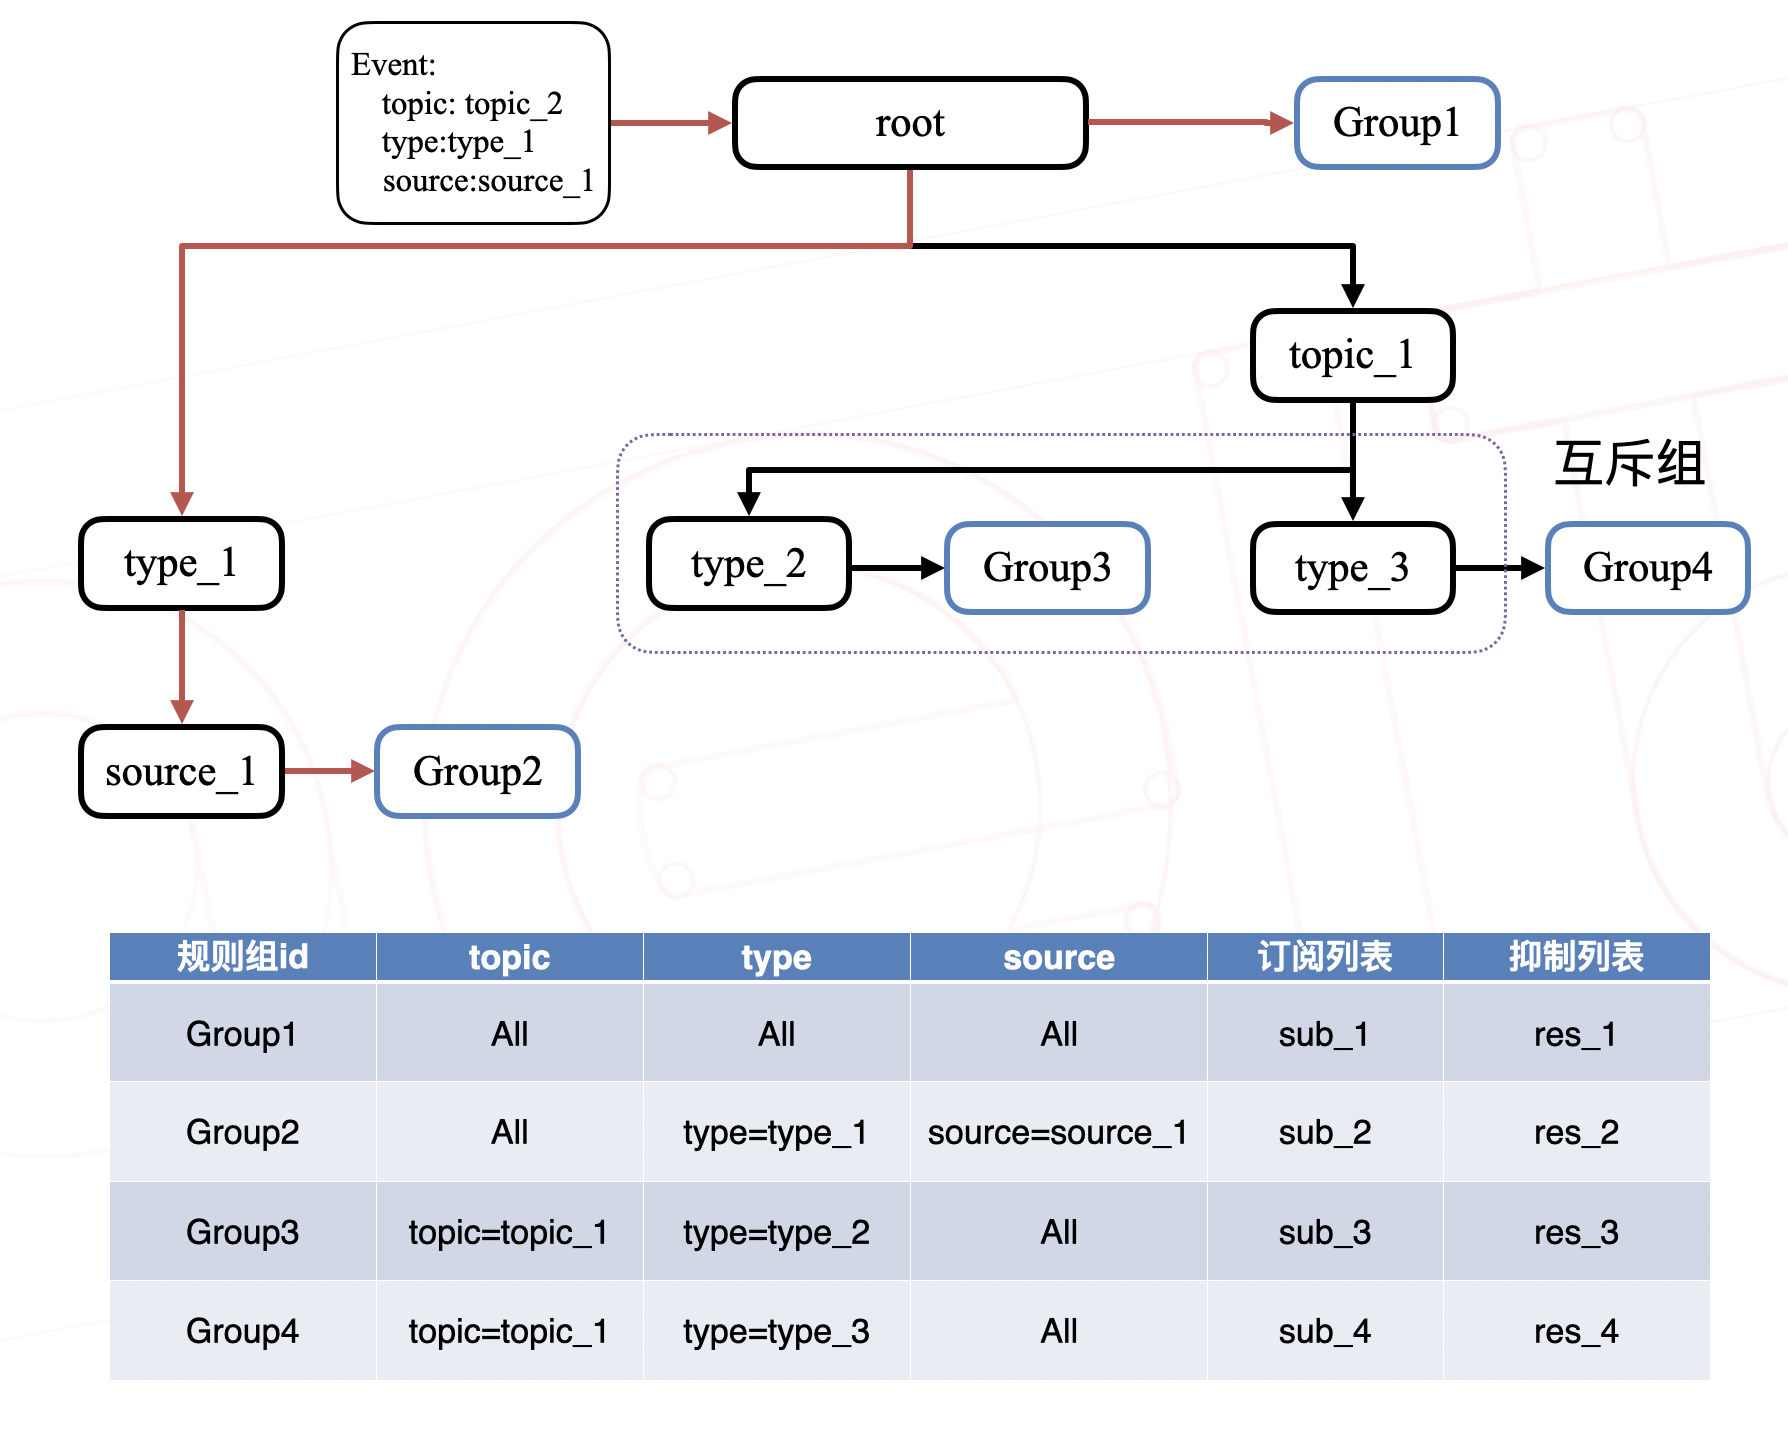 Event:
topic: topic_2
type:type_1
source:source_1
root
Group1
topic_1
互斥组
type_1
type_2
Group3
type_3
Group4
source_1
Group2
规则组id topic type source 订阅列表 抑制列表
Group1 All All All sub_1 res_1
Group2 All type=type_1 source=source_1 sub_2 res_2
Group3 topic=topic_1 type=type_2 All sub_3 res_3
Group4 topic=topic_1 type=type_3 All sub_4 res_4